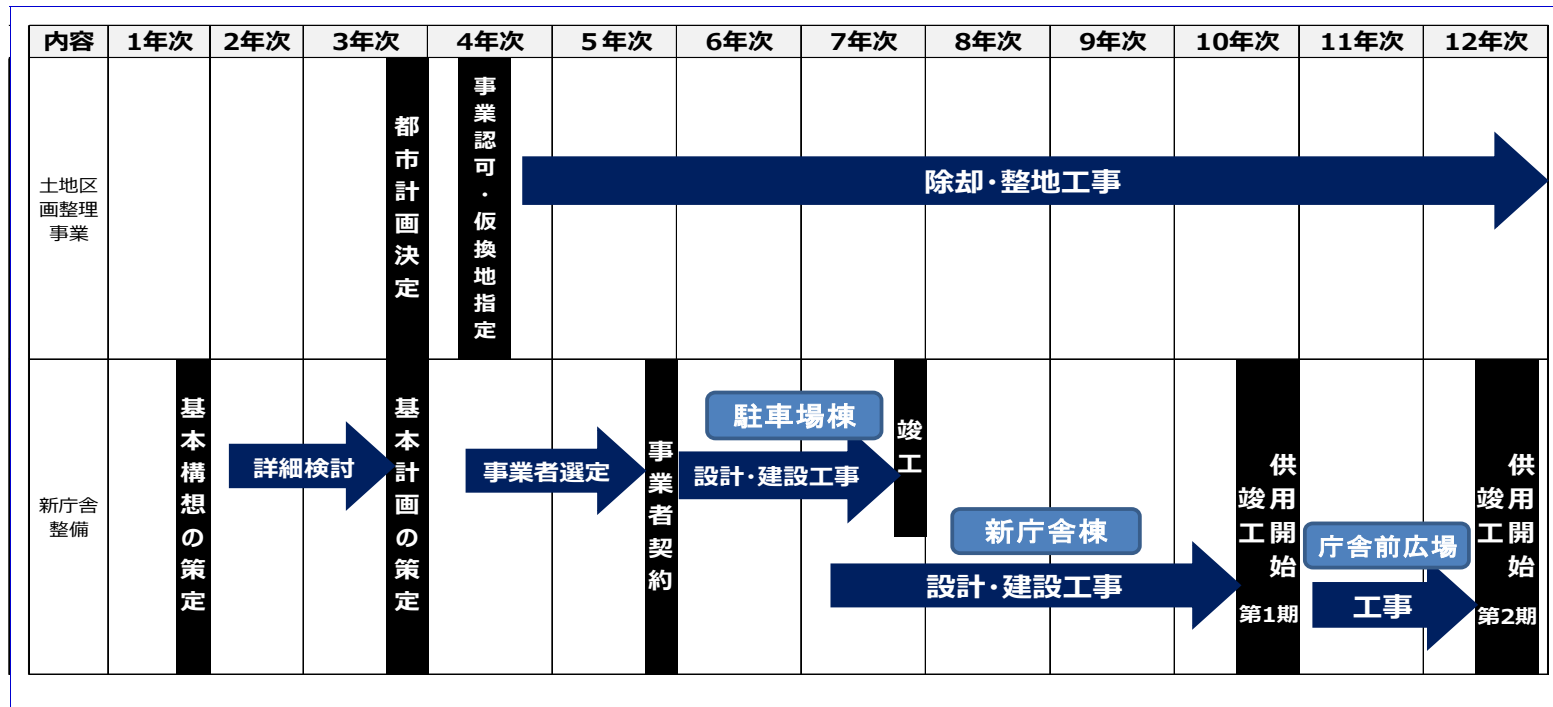 内容 1年次 2年次 3年次 4年次 5年次 6年次 7年次 8年次 9年次 10年次 11年次 12年次
土地区
画整理
事業
都市計画決定
事業認可・仮換地指定
除却・整地工事
新庁舎
整備
基本構想の策定
詳細検討
基本計画の策定
事業者選定
事業者契約
駐車場棟
設計・建設工事
竣工
新庁舎棟
設計・建設工事
供用開始
竣工
第1期
庁舎前広場
工事
供用開始
竣工
第2期